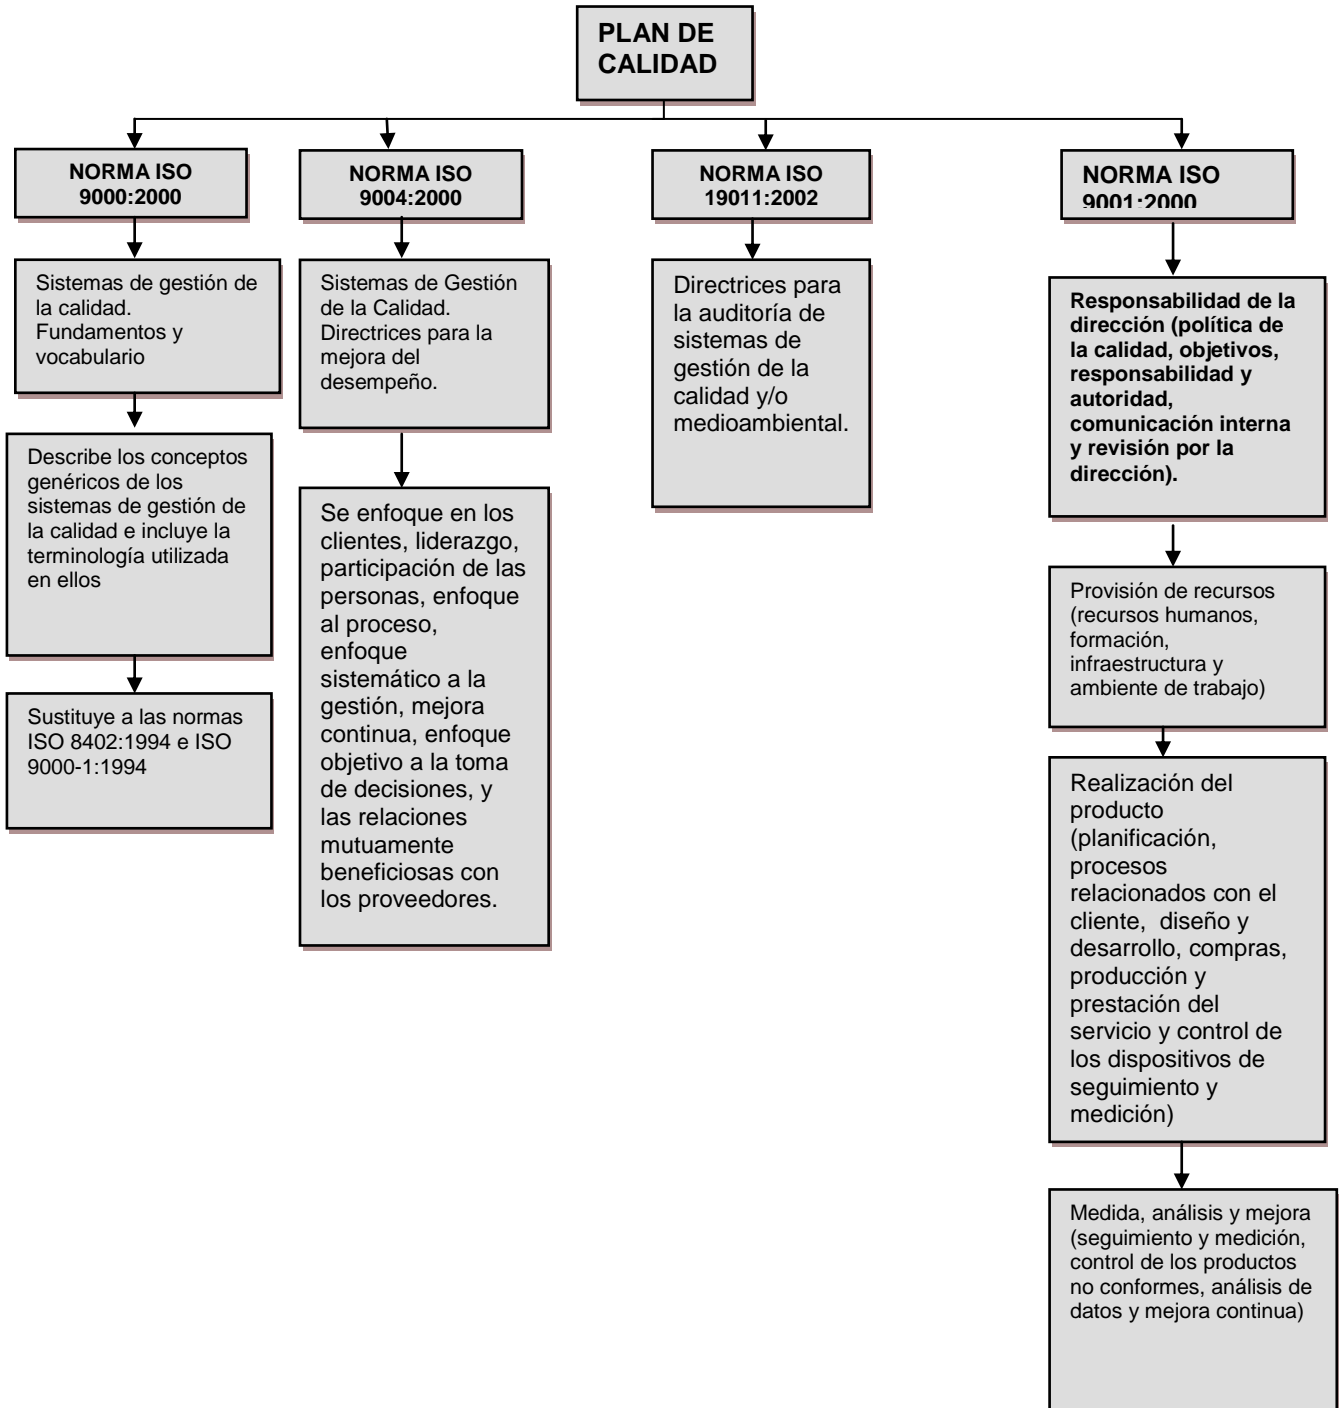 PLAN DE
CALIDAD
NORMA ISO
9000:2000
Sistemas de gestión de
la calidad.
Fundamentos y
vocabulario
Describe los conceptos
genéricos de los
sistemas de gestión de
la calidad e incluye la
terminología utilizada
en ellos
Sustituye a las normas
ISO 8402:1994 e ISO
9000-1:1994
NORMA ISO
9004:2000
Sistemas de Gestión
de la Calidad.
Directrices para la
mejora del
desempeño.
Se enfoque en los
clientes, liderazgo,
participación de las
personas, enfoque
al proceso,
enfoque
sistemático a la
gestión, mejora
continua, enfoque
objetivo a la toma
de decisiones, y
las relaciones
mutuamente
beneficiosas con
los proveedores.
NORMA ISO
19011:2002
Directrices para
la auditoría de
sistemas de
gestión de la
calidad y/o
medioambiental.
NORMA ISO
9001:2000
Responsabilidad de la
dirección (política de
la calidad, objetivos,
responsabilidad y
autoridad,
comunicación interna
y revisión por la
dirección).
Provisión de recursos
(recursos humanos,
formación,
infraestructura y
ambiente de trabajo)
Realización del
producto
(planificación,
procesos
relacionados con el
cliente, diseño y
desarrollo, compras,
producción y
prestación del
servicio y control de
los dispositivos de
seguimiento y
medición)
Medida, análisis y mejora
(seguimiento y medición,
control de los productos
no conformes, análisis de
datos y mejora continua)